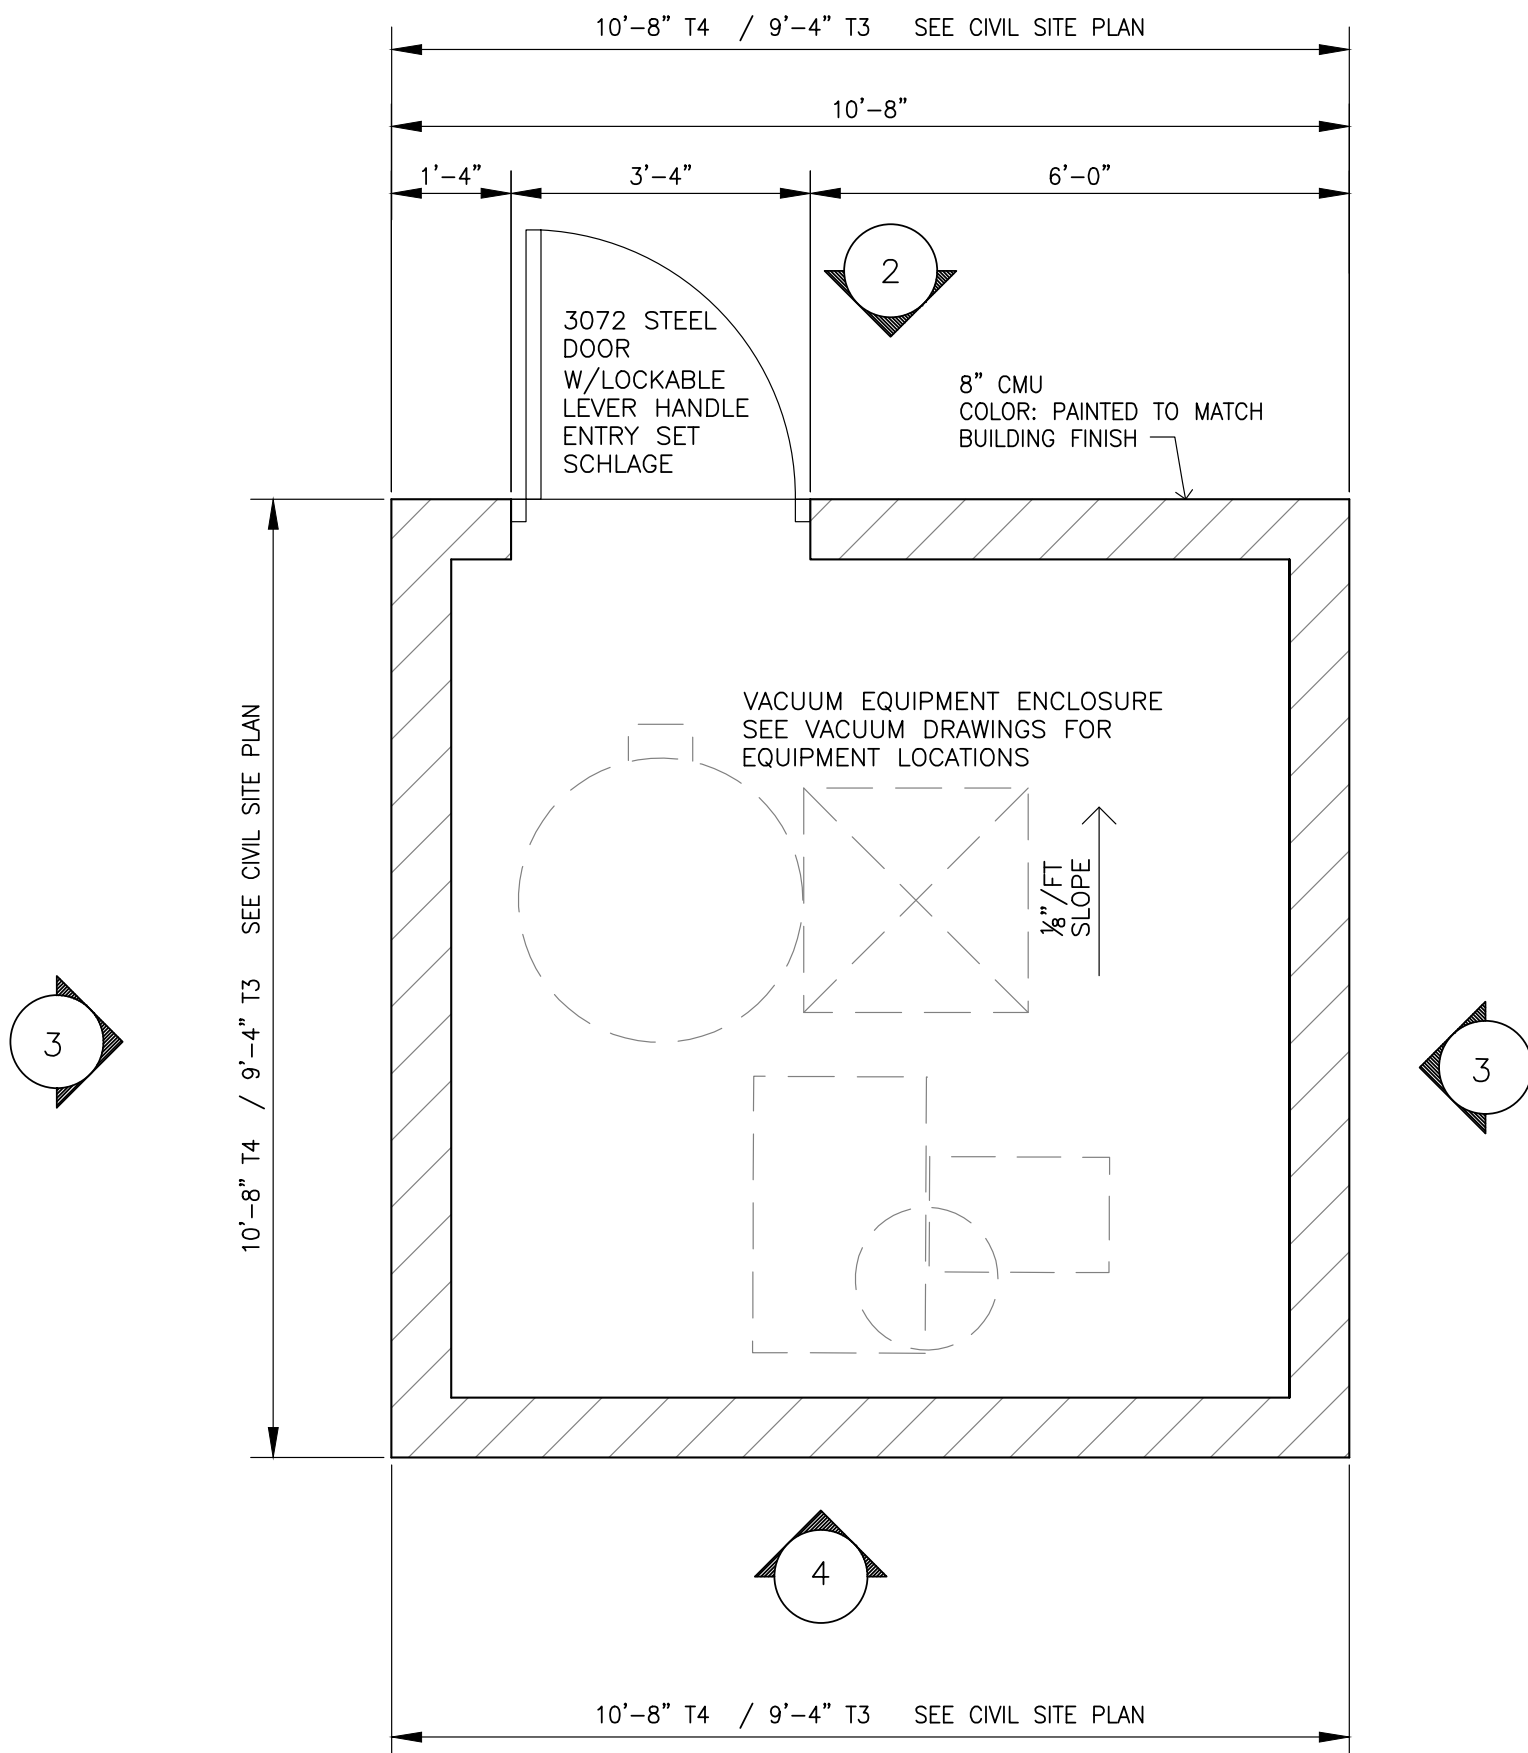 10'-8" T4 / 9'-4" T3 SEE CIVIL SITE PLAN
10'-8"
1'-4"
3'-4"
6'-0"
2
3072 STEEL
DOOR
W/LOCKABLE
LEVER HANDLE
ENTRY SET
SCHLAGE
8" CMU
COLOR: PAINTED TO MATCH
BUILDING FINISH
VACUUM EQUIPMENT ENCLOSURE
SEE VACUUM DRAWINGS FOR
EQUIPMENT LOCATIONS
10'-8" T4 / 9'-4" T3 SEE CIVIL SITE PLAN
⅛"/FT
SLOPE
3
3
4
10'-8" T4 / 9'-4" T3 SEE CIVIL SITE PLAN